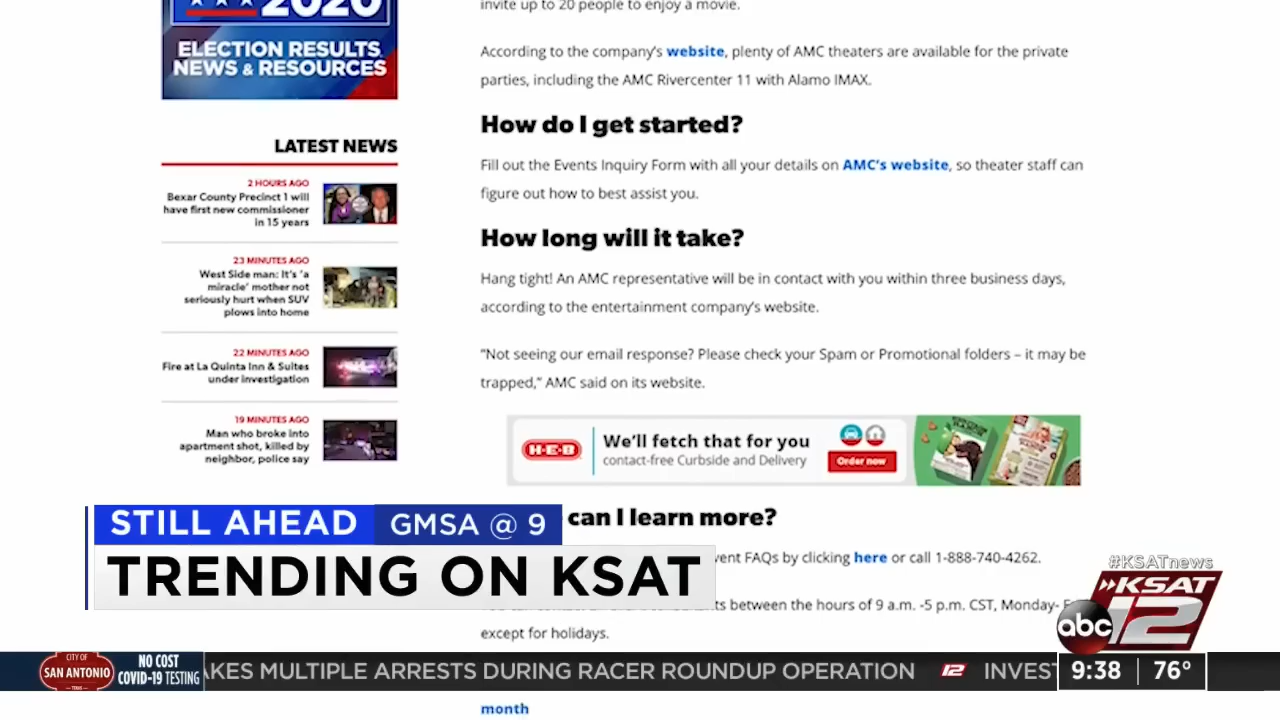 2020
ELECTION RESULTS
NEWS & RESOURCES
LATEST NEWS
2 HOURS AGO
Bexar County Precinct 1 will
have first new commissioner
in 15 years
23 MINUTES AGO
West Side man: It's 'a
miracle' mother not
seriously hurt when SUV
plows into home
22 MINUTES AGO
Fire at La Quinta Inn & Suites
under investigation
19 MINUTES AGO
Man who broke into
apartment shot, killed by
neighbor, police say
invite up to 20 people to enjoy a movie.
According to the company's website, plenty of AMC theaters are available for the private
parties, including the AMC Rivercenter 11 with Alamo IMAX.
How do I get started?
Fill out the Events Inquiry Form with all your details on AMC's website, so theater staff can
figure out how to best assist you.
How long will it take?
Hang tight! An AMC representative will be in contact with you within three business days,
according to the entertainment company's website.
"Not seeing our email response? Please check your Spam or Promotional folders – it may be
trapped," AMC said on its website.
H-E-B
We'll fetch that for you
contact-free Curbside and Delivery
Order now
can I learn more?
vent FAQs by clicking here or call 1-888-740-4262.
between the hours of 9 a.m. -5 p.m. CST, Monday-
except for holidays.
month
STILL AHEAD GMSA @ 9
TRENDING ON KSAT
#KSATnews
KSAT
abc 12
CITY OF
SAN ANTONIO
TEXAS
NO COST
COVID-19 TESTING
AKES MULTIPLE ARRESTS DURING RACER ROUNDUP OPERATION 12 INVEST
9:38 76°